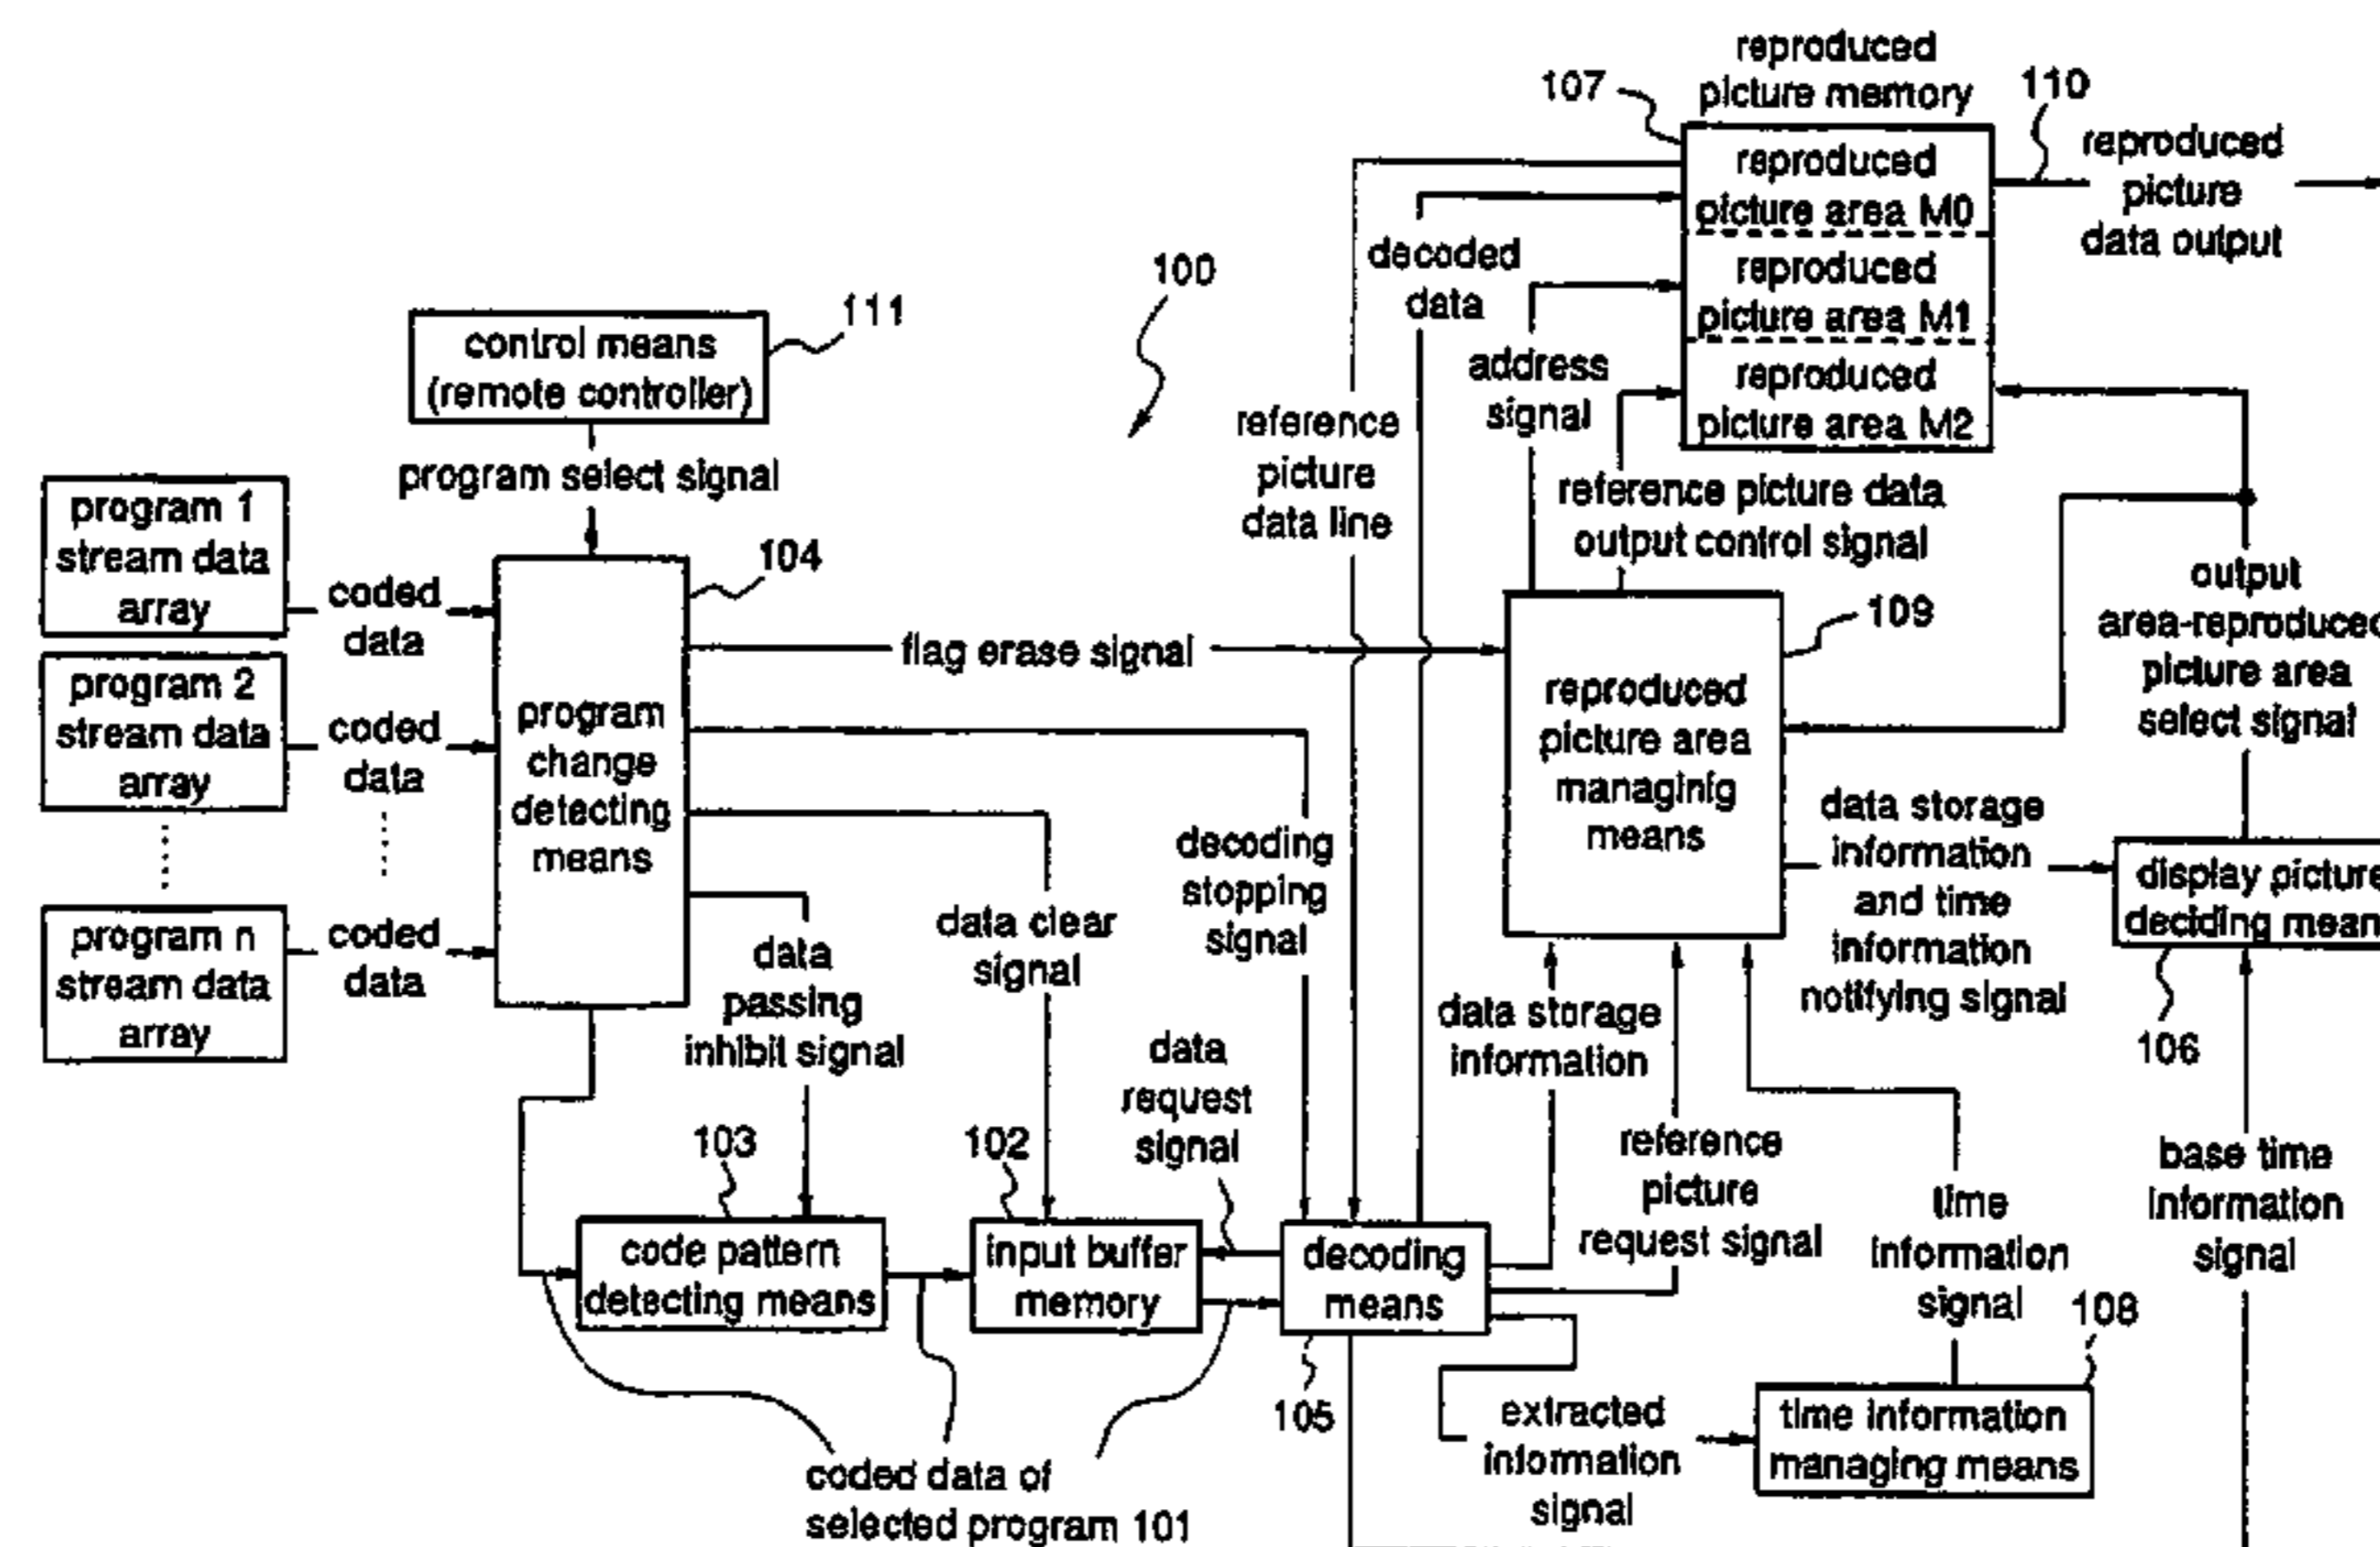 reproduced
picture memory
107
110
reproduced
picture area M0
reproduced
picture area M1
reproduced
picture area M2
reproduced
picture
data output
decoded
data
100
address
signal
reference
picture
data line
reference picture data
output control signal
111
control means
(remote controller)
program select signal
program 1
stream data
array
coded
data
program 2
stream data
array
coded
data
program n
stream data
array
coded
data
104
program
change
detecting
means
flag erase signal
109
reproduced
picture area
managinfg
means
output
area-reproduced
picture area
select signal
data storage
information
and time
information
notifying signal
display picture
deciding mean
106
decoding
stopping
signal
data clear
signal
data
passing
inhibit signal
data
request
signal
data storage
information
reference
picture
request signal
time
information
signal
base time
information
signal
103
code pattern
detecting means
102
input buffer
memory
decoding
means
105
108
time information
managing means
extracted
information
signal
coded data of
selected program 101